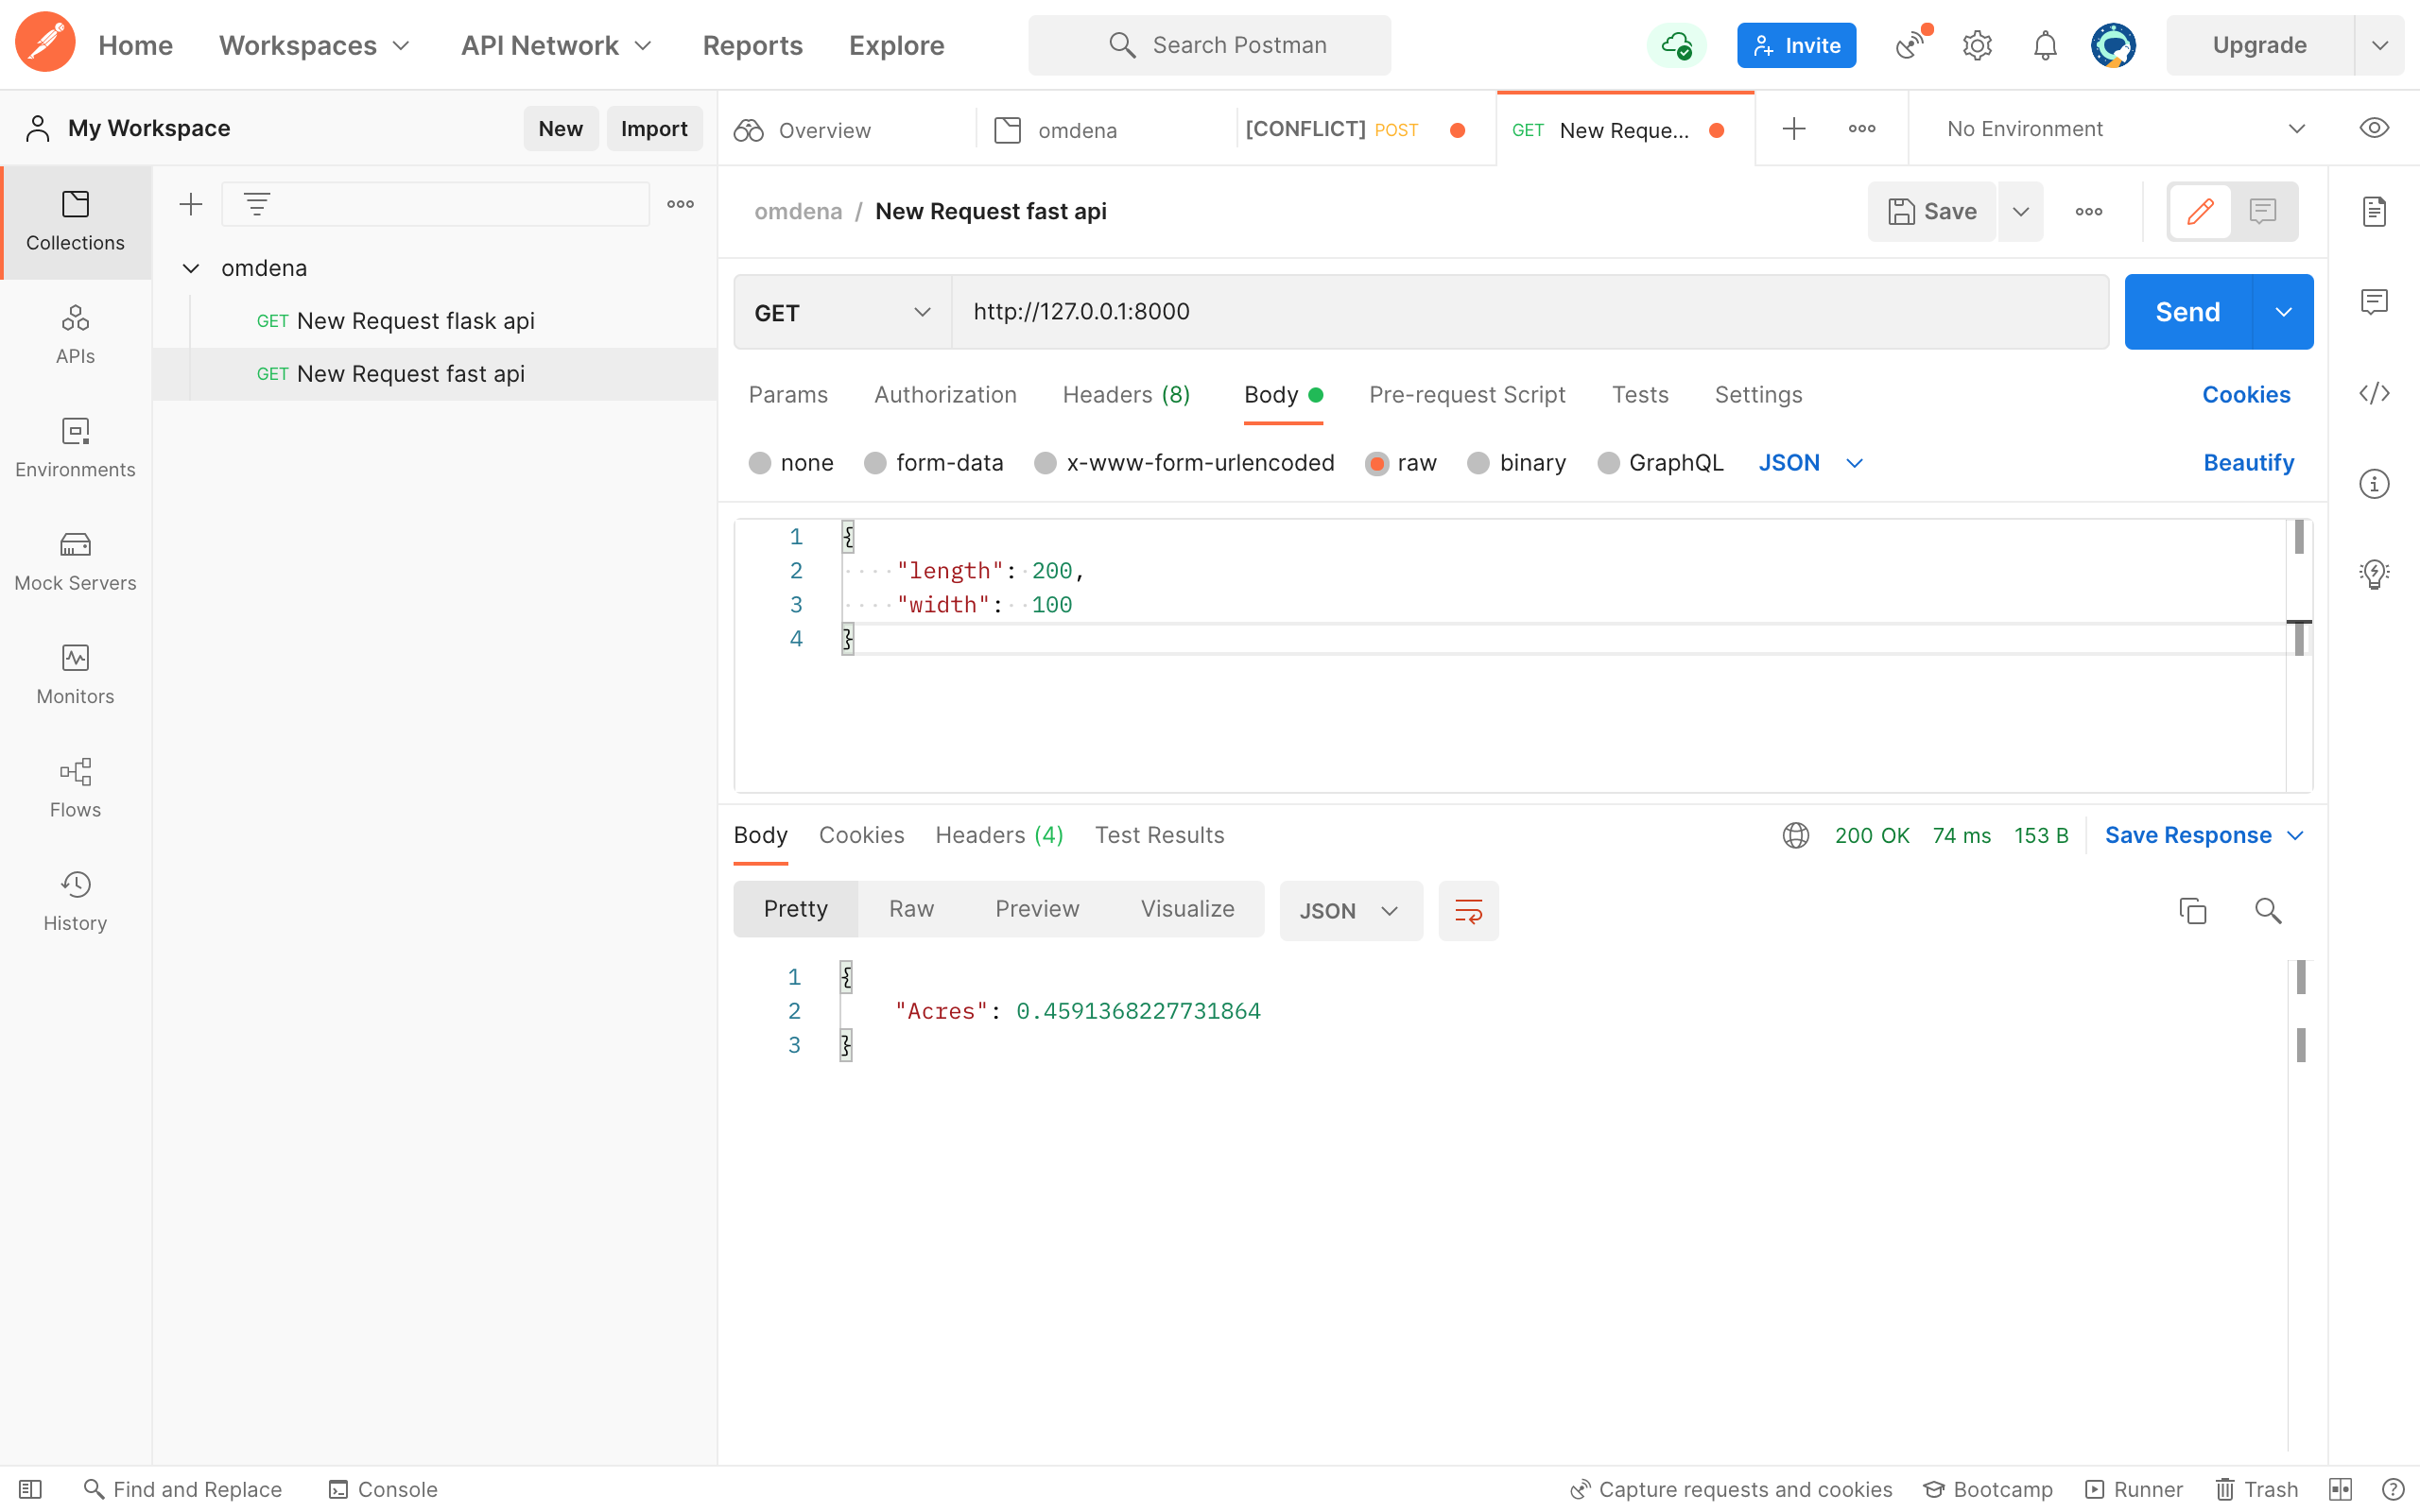 Home Workspaces API Network Reports Explore Search Postman Invite Upgrade
My Workspace New Import Overview omdena [CONFLICT] POST GET New Reque... No Environment
Collections
omdena / New Request fast api Save
omdena
GET New Request flask api
GET http://127.0.0.1:8000 Send
APIs
GET New Request fast api
Params Authorization Headers (8) Body Pre-request Script Tests Settings Cookies
Environments
none form-data x-www-form-urlencoded raw binary GraphQL JSON Beautify
1 {
2 "length": 200,
Mock Servers
3 "width": 100
4 }
Monitors
Flows
Body Cookies Headers (4) Test Results 200 OK 74 ms 153 B Save Response
History
Pretty Raw Preview Visualize JSON
1 {
2 "Acres": 0.4591368227731864
3 }
Find and Replace Console Capture requests and cookies Bootcamp Runner Trash